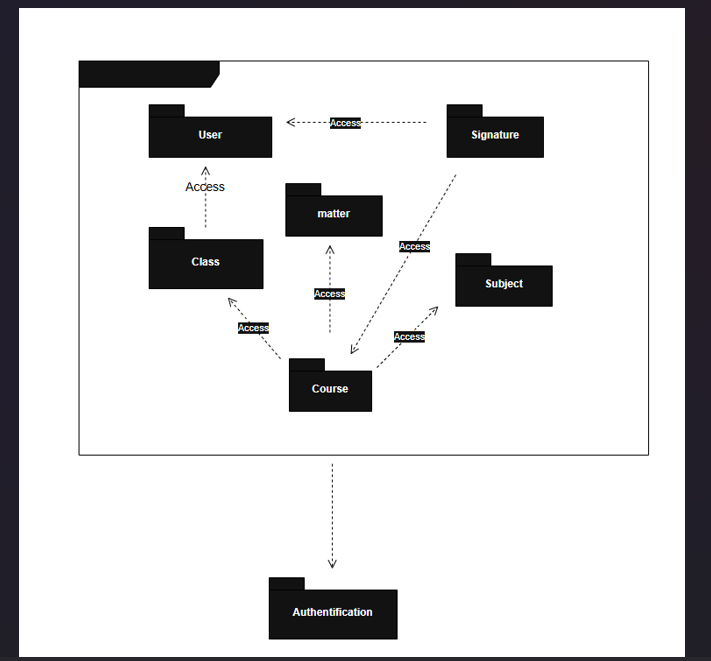 User
Access
Signature
Access
matter
Class
Access
Subject
Access
Access
Access
Course
Authentification